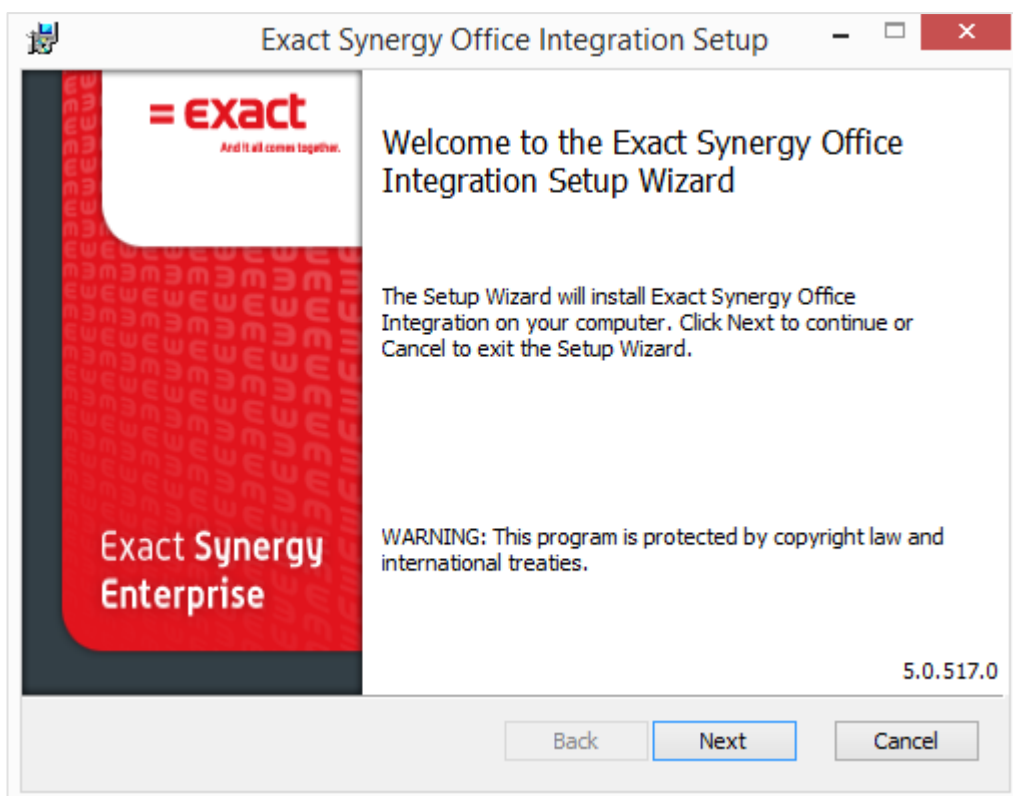 Exact Synergy Office Integration Setup
= exact
And it all comes together.
Welcome to the Exact Synergy Office
Integration Setup Wizard
The Setup Wizard will install Exact Synergy Office
Integration on your computer. Click Next to continue or
Cancel to exit the Setup Wizard.
Exact Synergy
Enterprise
WARNING: This program is protected by copyright law and
international treaties.
5.0.517.0
Back Next Cancel